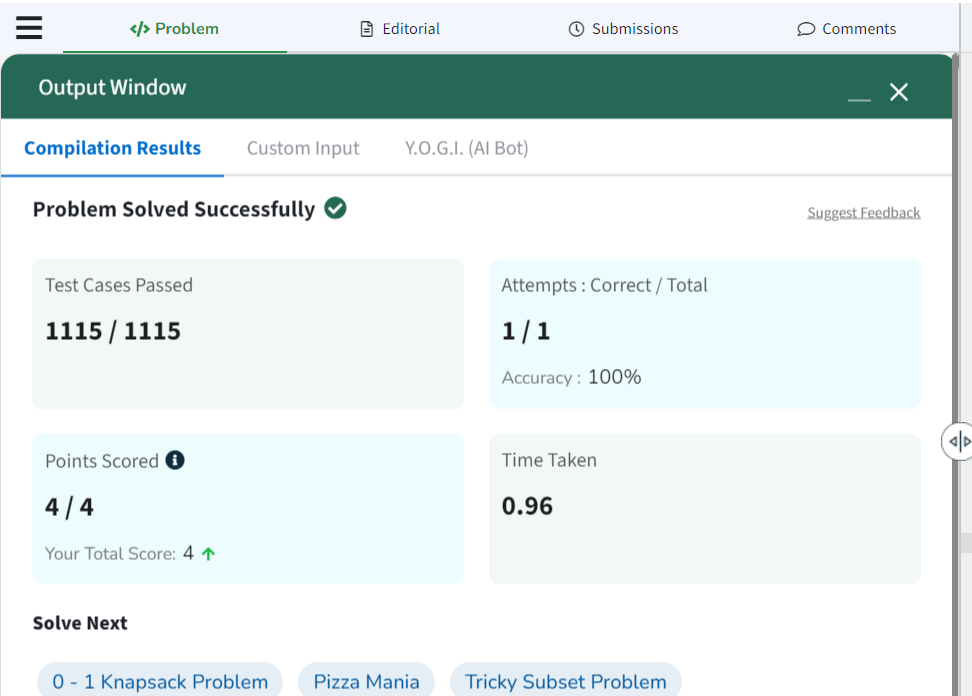 </> Problem Editorial Submissions Comments
Output Window
Compilation Results Custom Input Y.O.G.I. (AI Bot)
Problem Solved Successfully
Suggest Feedback
Test Cases Passed
1115 / 1115
Attempts : Correct / Total
1 / 1
Accuracy : 100%
Points Scored
4 / 4
Your Total Score: 4
Time Taken
0.96
Solve Next
0 - 1 Knapsack Problem Pizza Mania Tricky Subset Problem